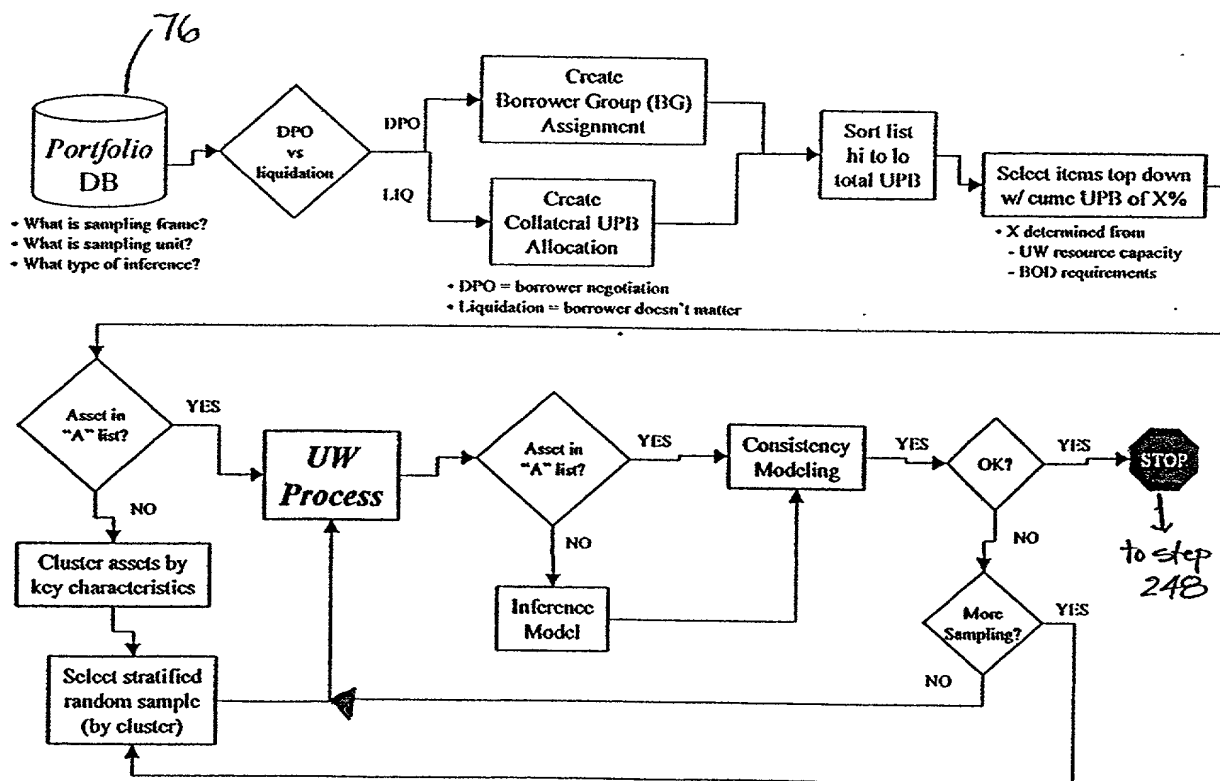 76
Portfolio
DB
• What is sampling frame?
• What is sampling unit?
• What type of inference?
DPO
vs
liquidation
DPO
LIQ
Create
Borrower Group (BG)
Assignment
Create
Collateral UPB
Allocation
• DPO = borrower negotiation
• Liquidation = borrower doesn't matter
Sort list
hi to lo
total UPB
Select items top down
w/ cume UPB of X%
• X determined from
- UW resource capacity
- BOD requirements
Asset in
"A" list?
YES
NO
Cluster assets by
key characteristics
Select stratified
random sample
(by cluster)
UW
Process
Asset in
"A" list?
YES
NO
Inference
Model
Consistency
Modeling
YES
OK?
YES
NO
STOP
to step
248
More
Sampling?
YES
NO